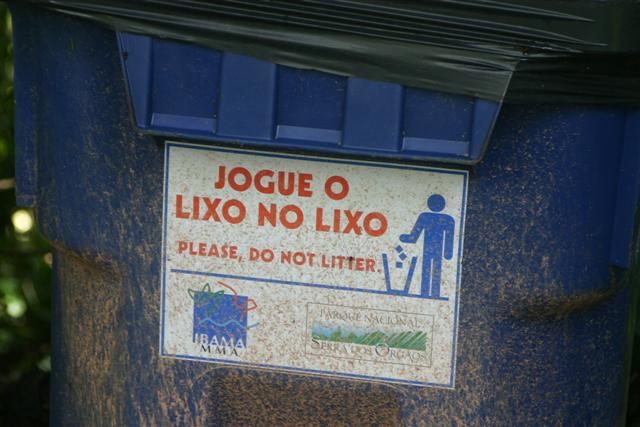 JOGUE O
LIXO NO LIXO
PLEASE, DO NOT LITTER.
IBAMA
MMA
PARQUE NACIONAL
SERRA DOS ÓRGÃOS